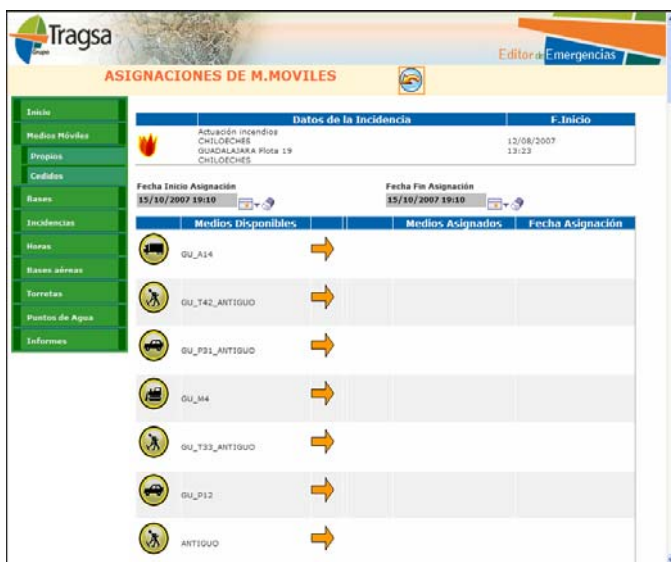 Grupo
Tragsa
Editor de Emergencias
ASIGNACIONES DE M.MOVILES
Inicio
Medios Móviles
Propios
Cedidos
Bases
Incidencias
Horas
Bases aéreas
Torretas
Puntos de Agua
Informes
Datos de la Incidencia F.Inicio
Actuación incendios
CHILOECHES
GUADALAJARA Flota 19
CHILOECHES
12/08/2007
13:23
Fecha Inicio Asignación Fecha Fin Asignación
15/10/2007 19:10 15/10/2007 19:10
Medios Disponibles Medios Asignados Fecha Asignación
GU_A14
GU_T42_ANTIGUO
GU_P31_ANTIGUO
GU_M4
GU_T33_ANTIGUO
GU_P12
ANTIGUO